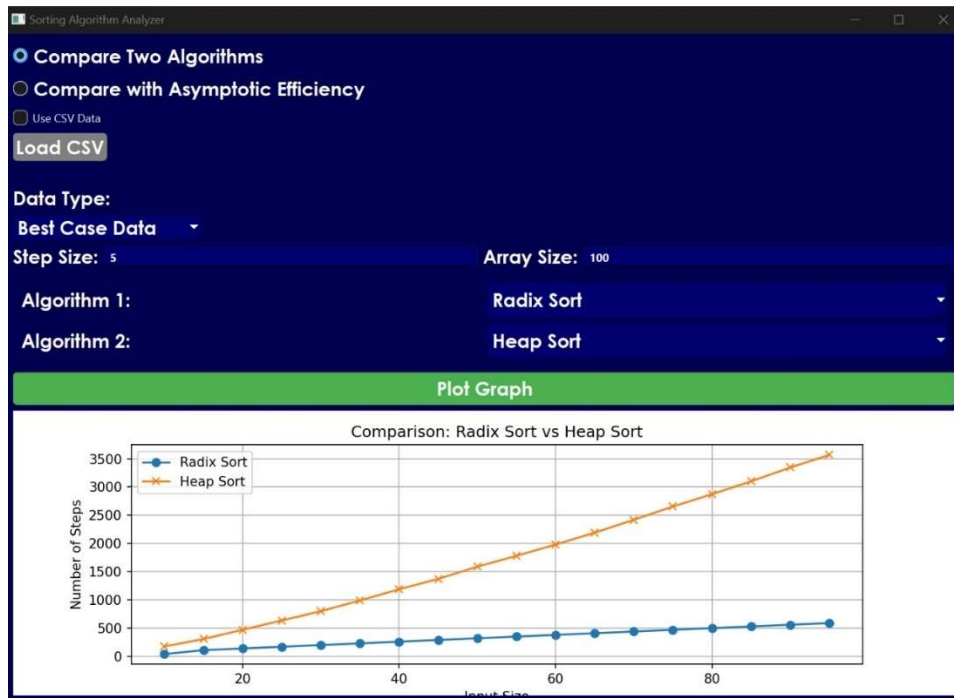 Sorting Algorithm Analyzer
Compare Two Algorithms
Compare with Asymptotic Efficiency
Use CSV Data
Load CSV
Data Type:
Best Case Data
Step Size: 5 Array Size: 100
Algorithm 1: Radix Sort
Algorithm 2: Heap Sort
Plot Graph
Comparison: Radix Sort vs Heap Sort
Radix Sort
Heap Sort
Number of Steps
3500
3000
2500
2000
1500
1000
500
0
20 40 60 80
Input Size